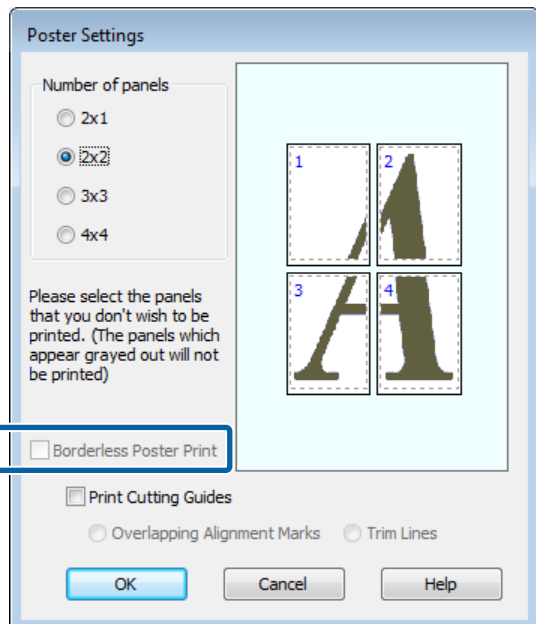 Poster Settings
Number of panels
2x1
2x2
3x3
4x4
1
2
3
4
Please select the panels
that you don't wish to be
printed. (The panels which
appear grayed out will not
be printed)
Borderless Poster Print
Print Cutting Guides
Overlapping Alignment Marks
Trim Lines
OK
Cancel
Help